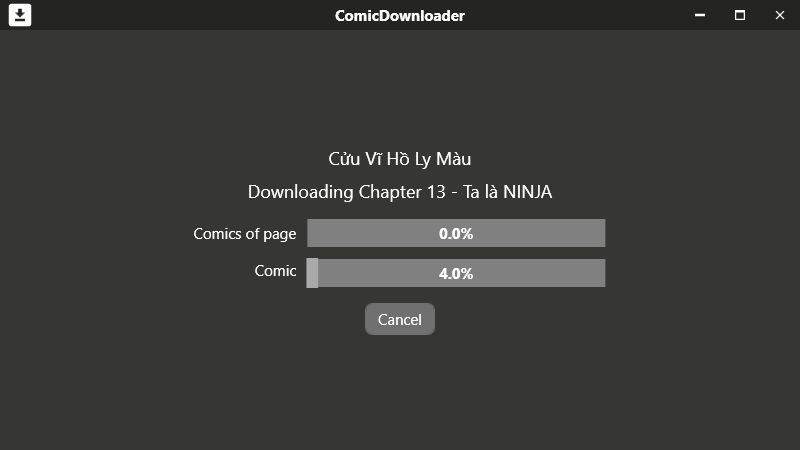 ComicDownloader
Cửu Vĩ Hồ Ly Màu
Downloading Chapter 13 - Ta là NINJA
Comics of page
0.0%
Comic
4.0%
Cancel